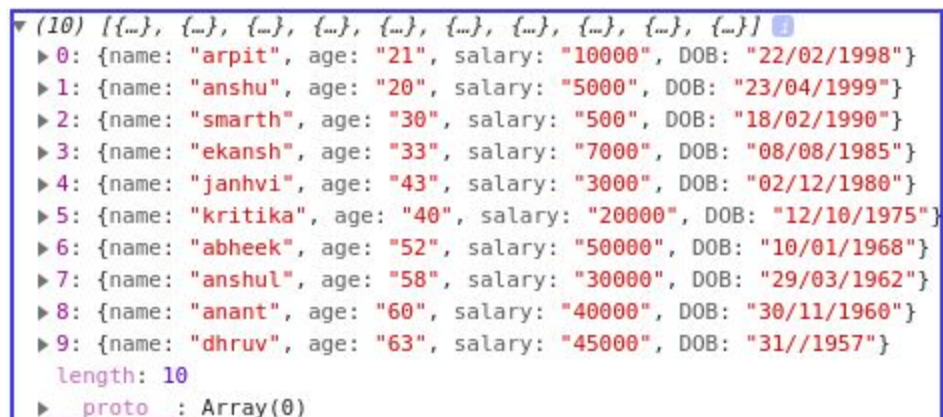 ▼ (10) [{…}, {…}, {…}, {…}, {…}, {…}, {…}, {…}, {…}, {…}] i
▶ 0: {name: "arpit", age: "21", salary: "10000", DOB: "22/02/1998"}
▶ 1: {name: "anshu", age: "20", salary: "5000", DOB: "23/04/1999"}
▶ 2: {name: "smarth", age: "30", salary: "500", DOB: "18/02/1990"}
▶ 3: {name: "ekansh", age: "33", salary: "7000", DOB: "08/08/1985"}
▶ 4: {name: "janhvi", age: "43", salary: "3000", DOB: "02/12/1980"}
▶ 5: {name: "kritika", age: "40", salary: "20000", DOB: "12/10/1975"}
▶ 6: {name: "abheek", age: "52", salary: "50000", DOB: "10/01/1968"}
▶ 7: {name: "anshul", age: "58", salary: "30000", DOB: "29/03/1962"}
▶ 8: {name: "anant", age: "60", salary: "40000", DOB: "30/11/1960"}
▶ 9: {name: "dhruv", age: "63", salary: "45000", DOB: "31//1957"}
length: 10
▶ __proto__: Array(0)